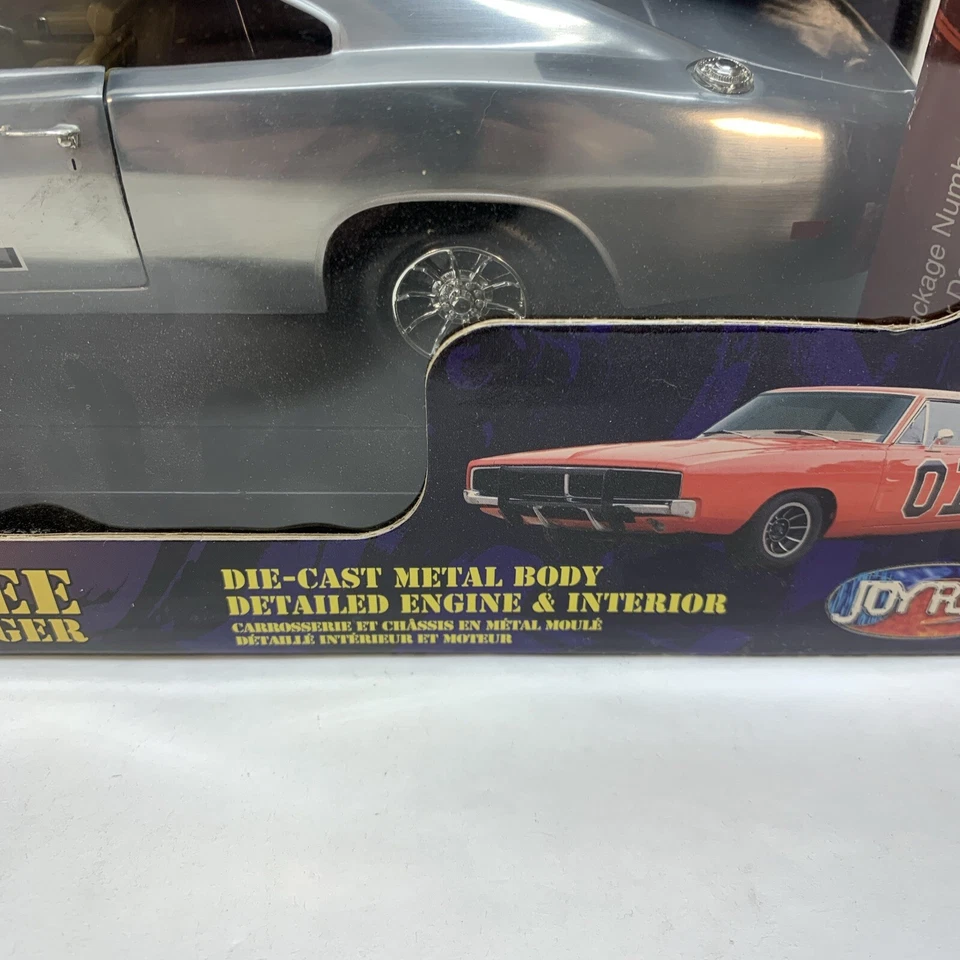 ackage Numb
01
EE
GER
DIE-CAST METAL BODY
DETAILED ENGINE & INTERIOR
CARROSSERIE ET CHÂSSIS EN MÉTAL MOULÉ
DÉTAILLÉ INTÉRIEUR ET MOTEUR
JOY